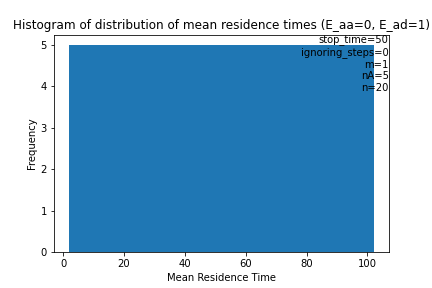 Histogram of distribution of mean residence times (E_aa=0, E_ad=1)
stop_time=50
ignoring_steps=0
m=1
nA=5
n=20
5
4
3
2
1
0
Frequency
0 20 40 60 80 100
Mean Residence Time